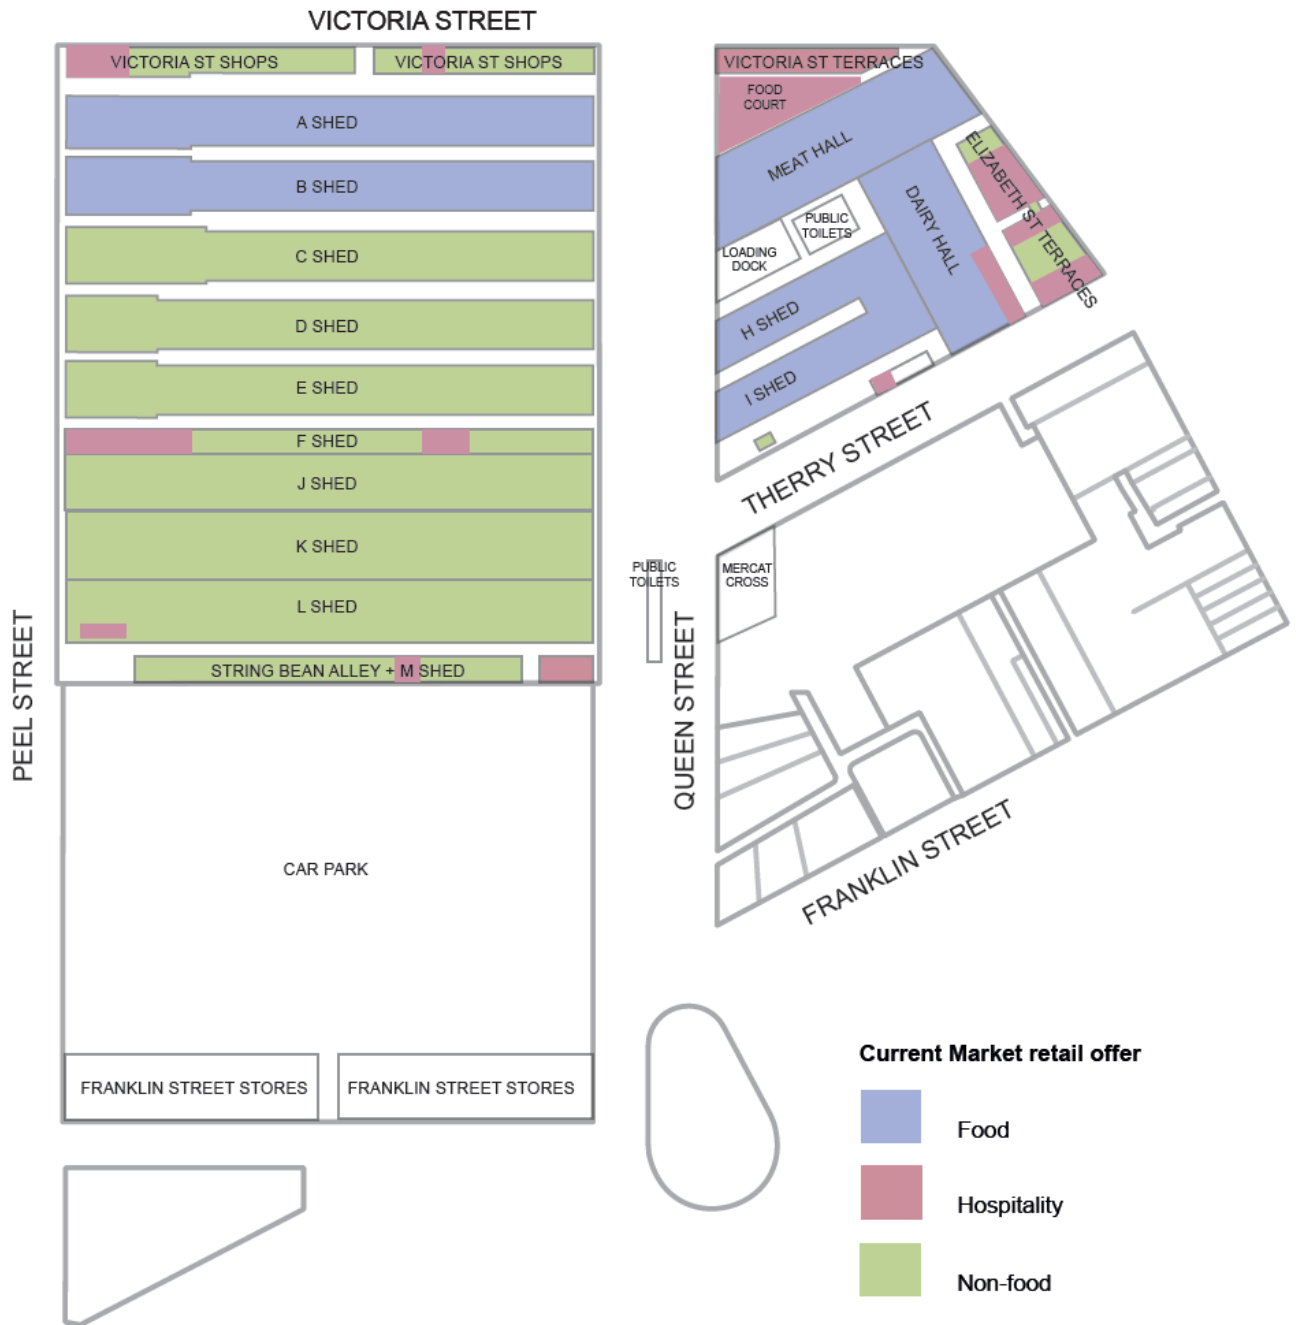 VICTORIA STREET
VICTORIA ST SHOPS
VICTORIA ST SHOPS
VICTORIA ST TERRACES
FOOD
COURT
A SHED
MEAT HALL
ELIZABETH ST TERRACES
B SHED
DAIRY HALL
PUBLIC
TOILETS
C SHED
LOADING
DOCK
D SHED
H SHED
E SHED
I SHED
F SHED
THERRY STREET
J SHED
K SHED
PUBLIC
TOILETS
MERCAT
CROSS
L SHED
STRING BEAN ALLEY + M SHED
PEEL STREET
QUEEN STREET
CAR PARK
FRANKLIN STREET
FRANKLIN STREET STORES
FRANKLIN STREET STORES
Current Market retail offer
Food
Hospitality
Non-food